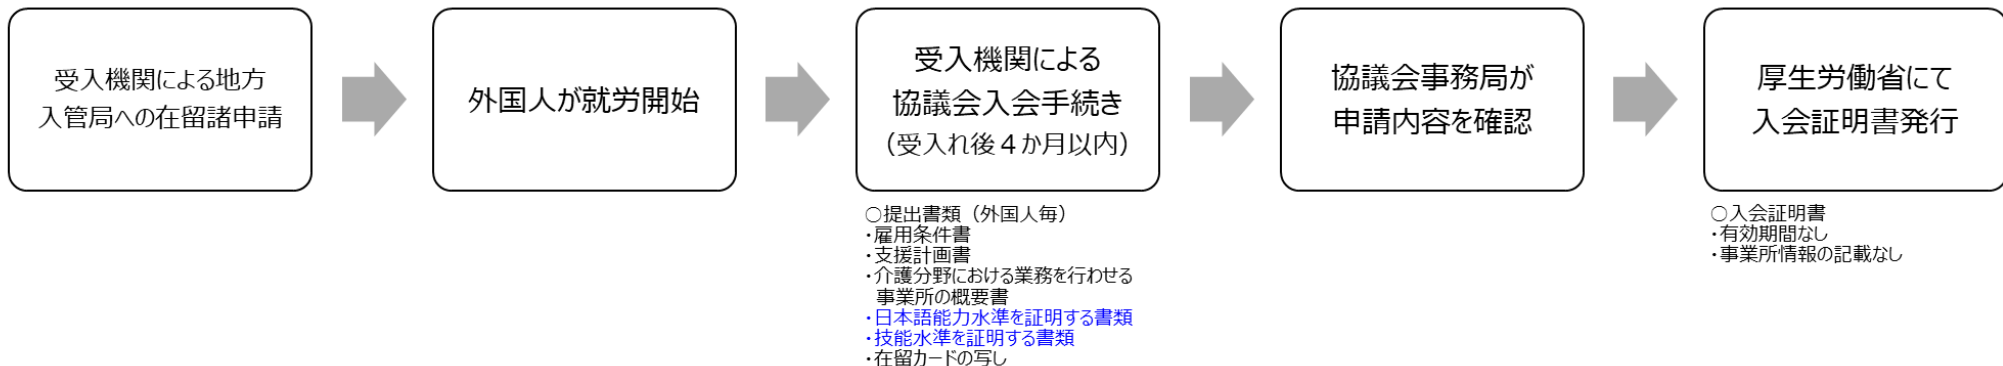 受入機関による地方
入管局への在留諸申請
外国人が就労開始
受入機関による
協議会入会手続き
（受入れ後４か月以内）
○提出書類（外国人毎）
・雇用条件書
・支援計画書
・介護分野における業務を行わせる
事業所の概要書
・日本語能力水準を証明する書類
・技能水準を証明する書類
・在留カードの写し
協議会事務局が
申請内容を確認
厚生労働省にて
入会証明書発行
○入会証明書
・有効期間なし
・事業所情報の記載なし